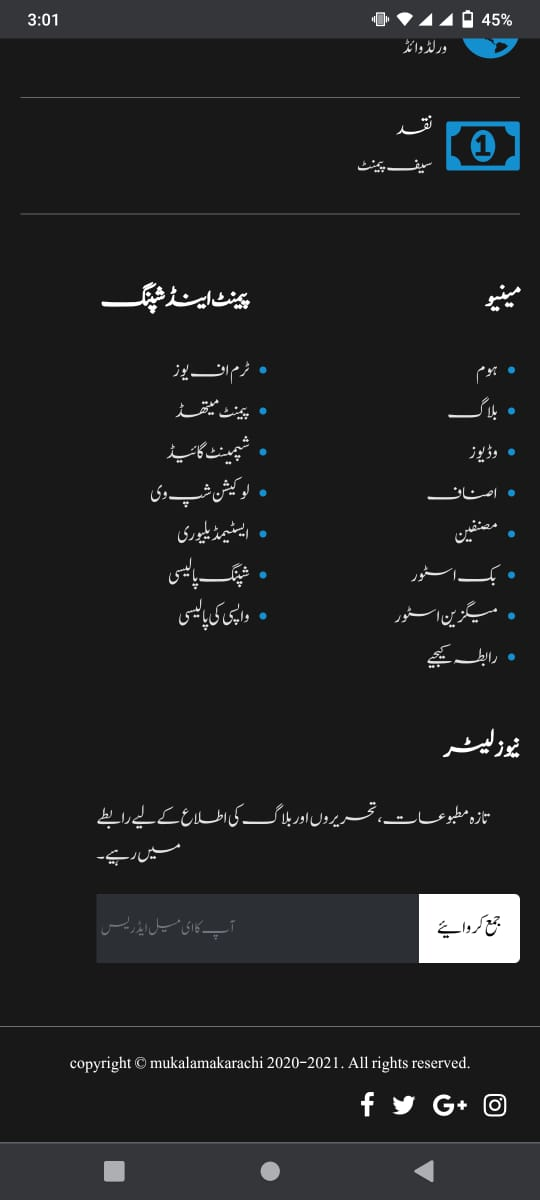 3:01
45%
ورلڈ وائڈ
نقد
1
سیف پیمنٹ
مینیو
ہوم
بلاگ
وڈیوز
اصناف
مصنفین
بک اسٹور
میگزین اسٹور
رابطہ کیجیے
پیمنٹ اینڈ شپنگ
ٹرم اف یوز
پیمنٹ میتھڈ
شپمینٹ گائیڈ
لوکیشن شپ وی
ایسٹیمڈ یلیوری
شپنگ پالیسی
واپسی کی پالیسی
نیوز لیٹر
تازہ مطبوعات، تحریروں اور بلاگ کی اطلاع کے لیے رابطے
میں رہیے۔
جمع کروائیے
آپ کا ای میل ایڈریس
copyright © mukalamakarachi 2020-2021. All rights reserved.
G+